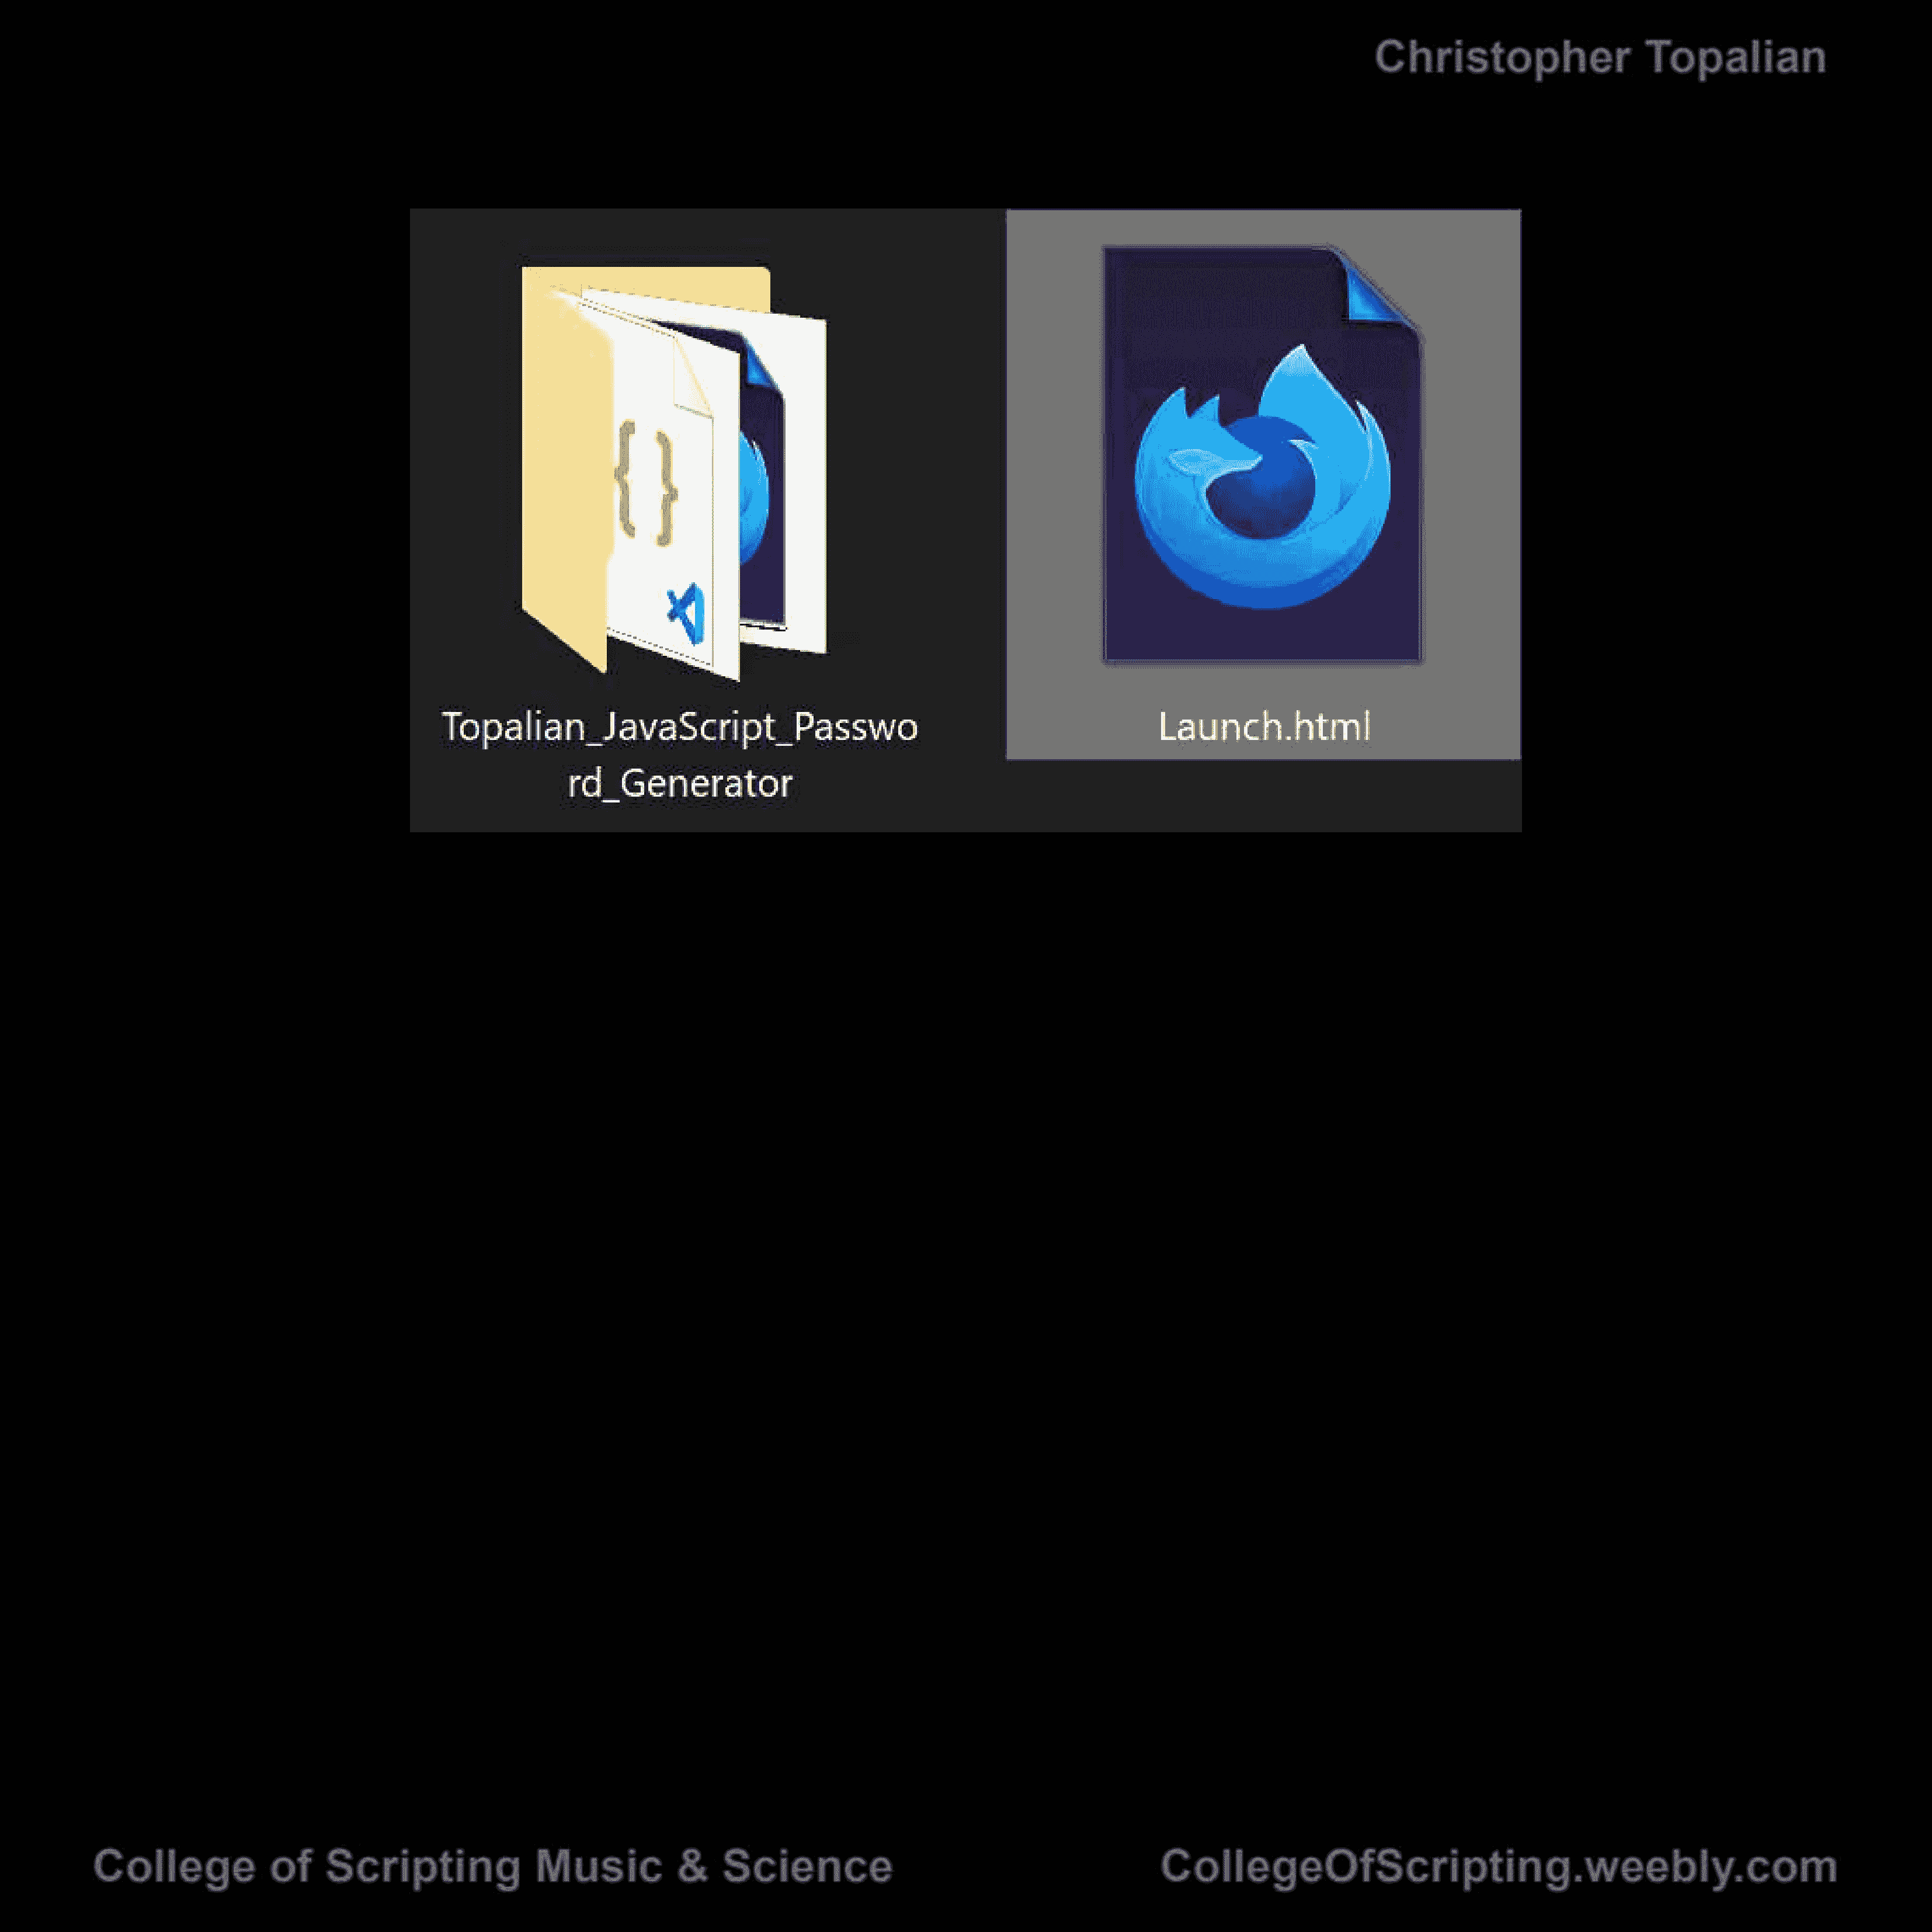 Christopher Topalian
Topalian_JavaScript_Passwo
rd_Generator
Launch.html
{}
College of Scripting Music & Science
CollegeOfScripting.weebly.com